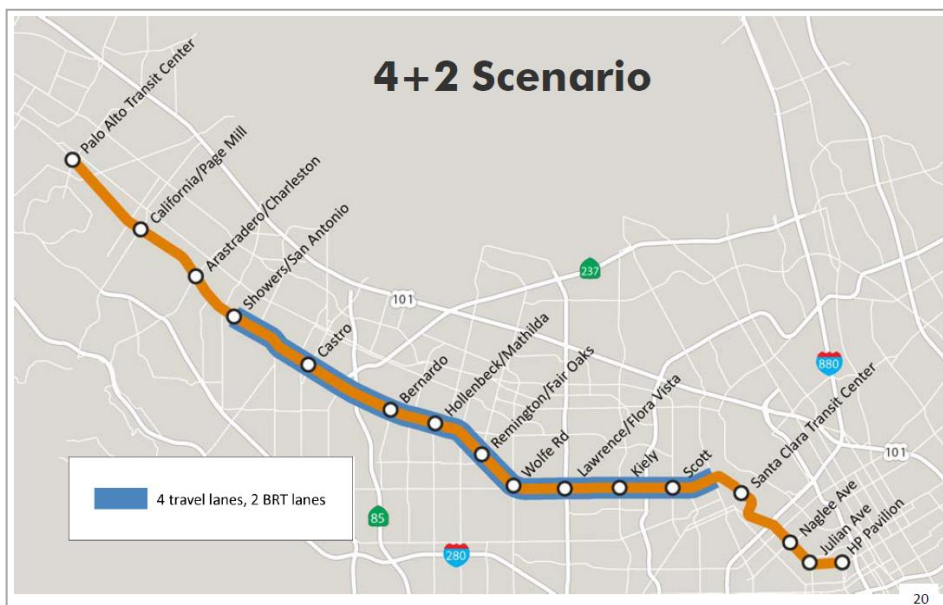 4+2 Scenario
Palo Alto Transit Center
California/Page Mill
Arastradero/Charleston
Showers/San Antonio
Castro
Bernardo
Hollenbeck/Mathilda
Remington/Fair Oaks
Wolfe Rd
Lawrence/Flora Vista
Kiely
Scott
Santa Clara Transit Center
Naglee Ave
Julian Ave
HP Pavilion
237
101
880
101
85
280
4 travel lanes, 2 BRT lanes
20